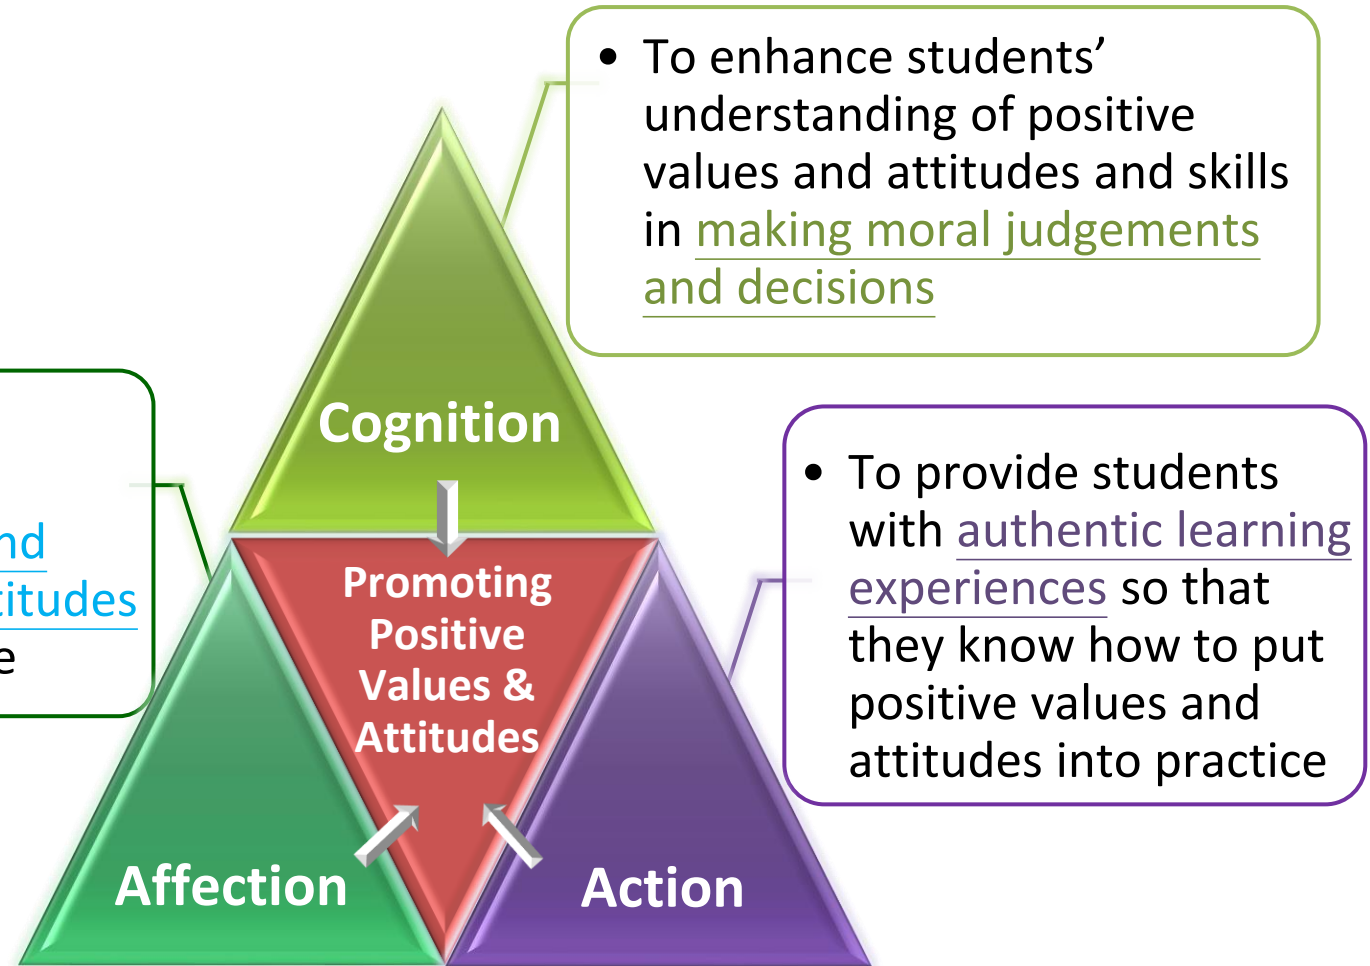 • To enhance students’
understanding of positive
values and attitudes and skills
in making moral judgements
and decisions
Cognition
• To provide students
with authentic learning
experiences so that
they know how to put
positive values and
attitudes into practice
Promoting
Positive
Values &
Attitudes
Affection
Action